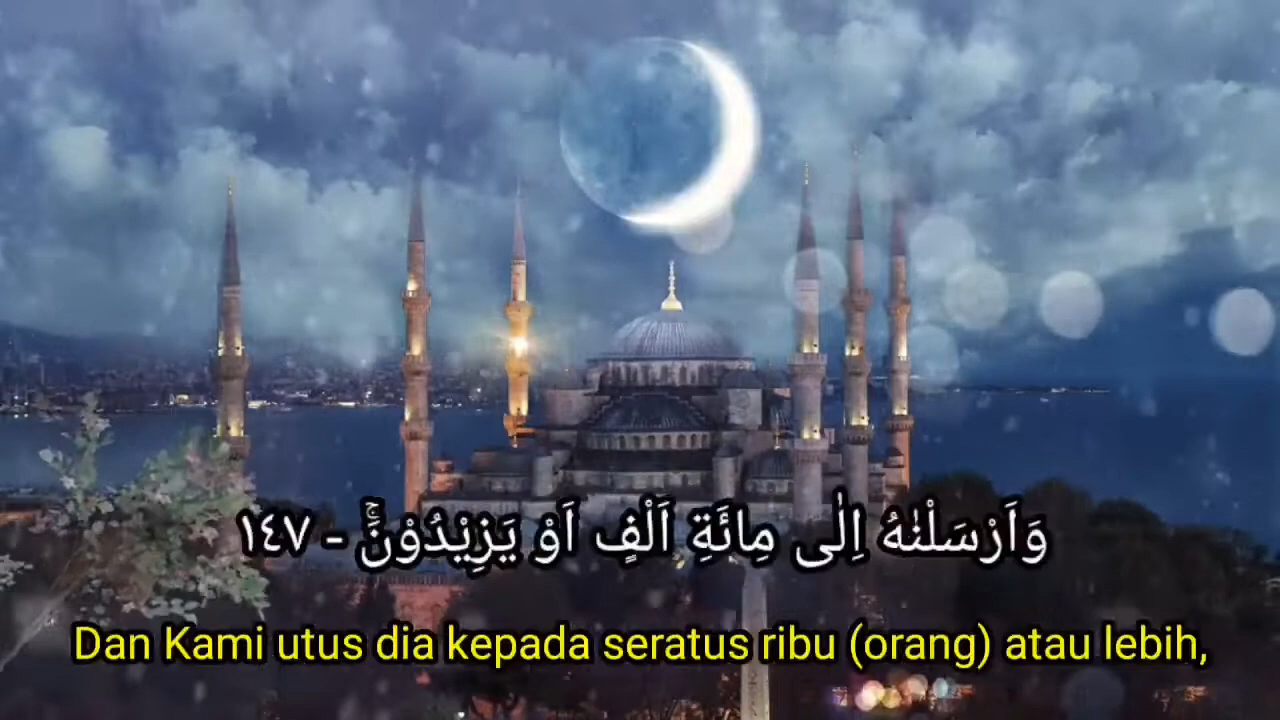 وَاَرْسَلْنٰهُ اِلٰى مِائَةِ اَلْفٍ اَوْ يَزِيْدُوْنَۚ - ١٤٧
Dan Kami utus dia kepada seratus ribu (orang) atau lebih,